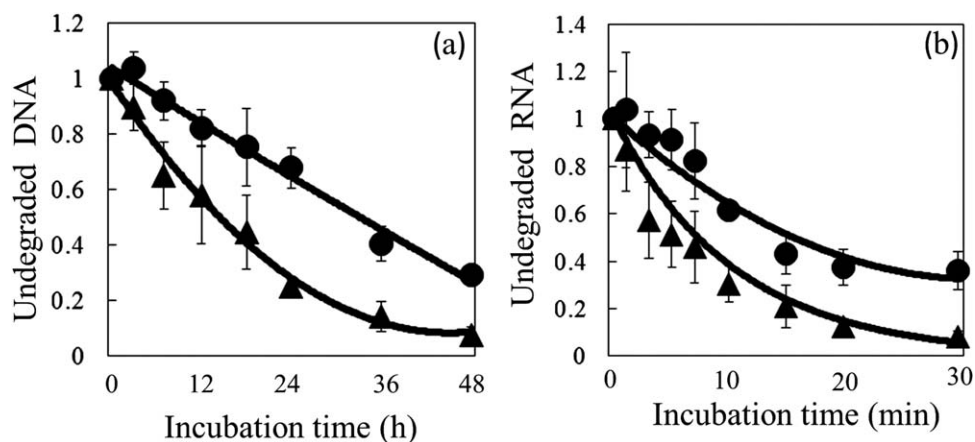 (a)
Undegraded DNA
1.2
1
0.8
0.6
0.4
0.2
0
0 12 24 36 48
Incubation time (h)
(b)
Undegraded RNA
1.4
1.2
1
0.8
0.6
0.4
0.2
0
0 10 20 30
Incubation time (min)